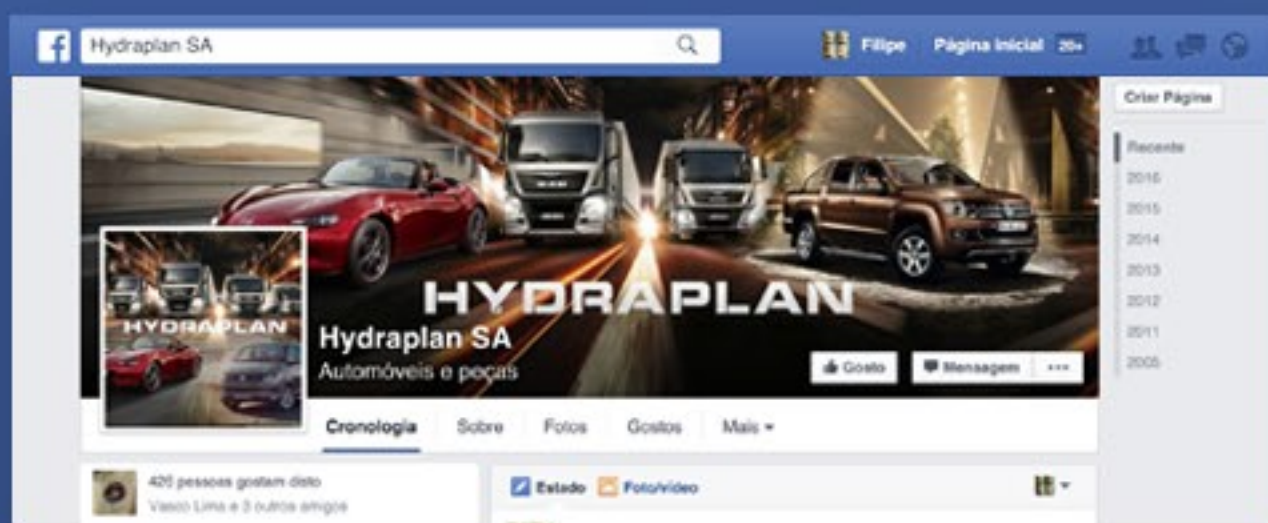 f Hydraplan SA Filipe Página inicial 20+
Criar Página
Recente
2016
2015
2014
2013
2012
2011
2005
MAN
HYDRAPLAN
HYDRAPLAN
Hydraplan SA
Automóveis e peças
Gosto Mensagem ...
Cronologia Sobre Fotos Gostos Mais
426 pessoas gostam disto
Vasco Lima e 3 outros amigos
Estado Foto/vídeo